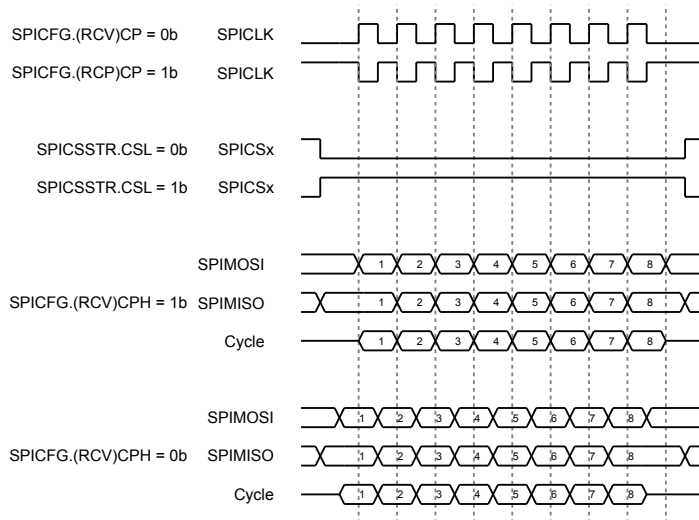 SPICFG.(RCV)CP = 0b SPICLK
SPICFG.(RCP)CP = 1b SPICLK
SPICSSTR.CSL = 0b SPICSx
SPICSSTR.CSL = 1b SPICSx
SPIMOSI 1 2 3 4 5 6 7 8
SPICFG.(RCV)CPH = 1b SPIMISO 1 2 3 4 5 6 7 8
Cycle 1 2 3 4 5 6 7 8
SPIMOSI 1 2 3 4 5 6 7 8
SPICFG.(RCV)CPH = 0b SPIMISO 1 2 3 4 5 6 7 8
Cycle 1 2 3 4 5 6 7 8